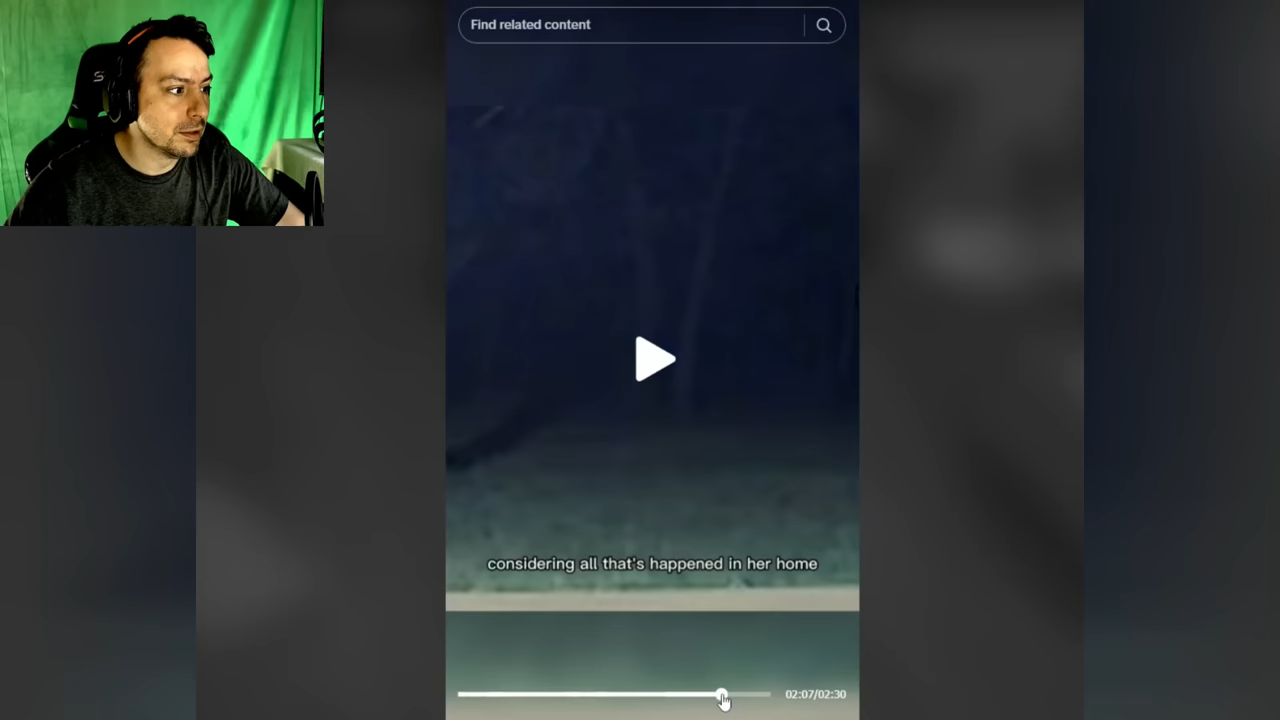 Find related content
considering all that's happened in her home
02:07/02:30